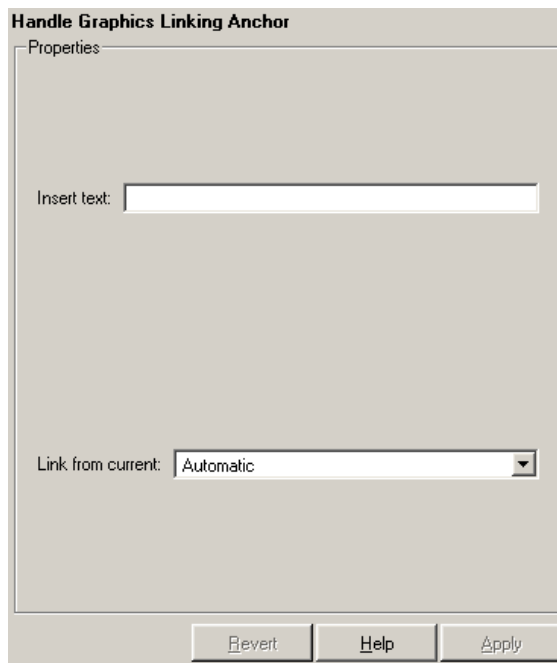 Handle Graphics Linking Anchor
Properties
Insert text:
Link from current: Automatic
Revert Help Apply